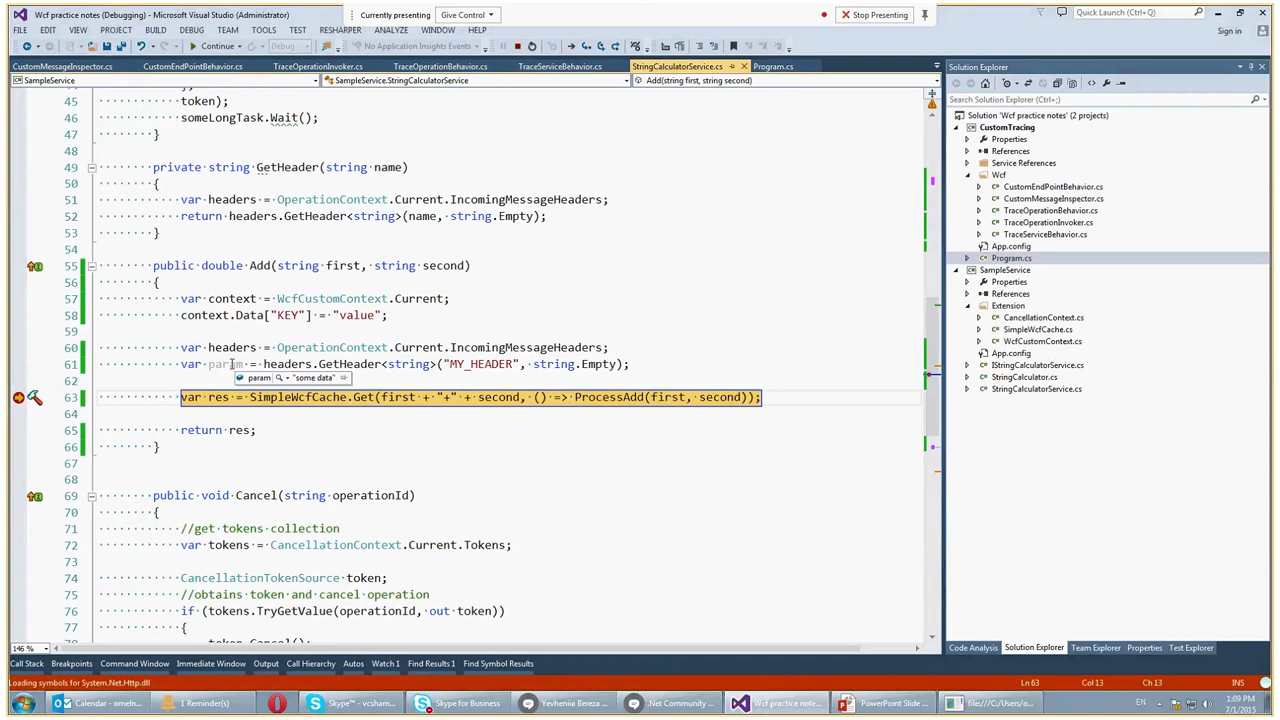 Wcf practice notes (Debugging) - Microsoft Visual Studio (Administrator)
Currently presenting
Give Control
Stop Presenting
Quick Launch (Ctrl+Q)
FILE EDIT VIEW PROJECT BUILD DEBUG TEAM TOOLS TEST RESHARPER ANALYZE WINDOW HELP
Sign in
Continue
Debug
No Application Insights Events
CustomMessageInspector.cs
CustomEndPointBehavior.cs
TraceOperationInvoker.cs
TraceOperationBehavior.cs
TraceServiceBehavior.cs
StringCalculatorService.cs
Program.cs
SampleService
SampleService.StringCalculatorService
Add(string first, string second)
45 token);
46 someLongTask.Wait();
47 }
48
49 private string GetHeader(string name)
50 {
51 var headers = OperationContext.Current.IncomingMessageHeaders;
52 return headers.GetHeader<string>(name, string.Empty);
53 }
54
55 public double Add(string first, string second)
56 {
57 var context = WcfCustomContext.Current;
58 context.Data["KEY"] = "value";
59
60 var headers = OperationContext.Current.IncomingMessageHeaders;
61 var param = headers.GetHeader<string>("MY_HEADER", string.Empty);
62
param "some data"
63 var res = SimpleWcfCache.Get(first + "+" + second, () => ProcessAdd(first, second));
64
65 return res;
66 }
67
68
69 public void Cancel(string operationId)
70 {
71 //get tokens collection
72 var tokens = CancellationContext.Current.Tokens;
73
74 CancellationTokenSource token;
75 //obtains token and cancel operation
76 if (tokens.TryGetValue(operationId, out token))
77 {
78 token.Cancel();
146 %
Solution Explorer
Search Solution Explorer (Ctrl+;)
Solution 'Wcf practice notes' (2 projects)
CustomTracing
Properties
References
Service References
Wcf
CustomEndPointBehavior.cs
CustomMessageInspector.cs
TraceOperationBehavior.cs
TraceOperationInvoker.cs
TraceServiceBehavior.cs
App.config
Program.cs
SampleService
Properties
References
Extension
CancellationContext.cs
SimpleWcfCache.cs
App.config
IStringCalculator.cs
StringCalculator.cs
TraceExtension.cs
Code Analysis Solution Explorer Team Explorer Properties Test Explorer
Call Stack Breakpoints Command Window Immediate Window Output Call Hierarchy Autos Watch 1 Find Results 1 Find Symbol Results
Loading symbols for System.Net.Http.dll
Ln 63 Col 13 Ch 13 INS
Calendar - omeln...
1 Reminder(s)
Skype™ - vcsham...
Skype for Business
Yevheniia Bereza ...
.Net Community ...
Wcf practice note...
PowerPoint Slide ...
file:///C:/Users/o...
EN
1:09 PM
7/1/2015